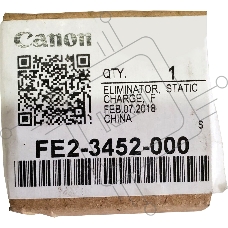 Canon
QTY. 1
ELIMINATOR, STATIC
CHARGE, F
FEB.07.2018
CHINA
S
FE2-3452-000